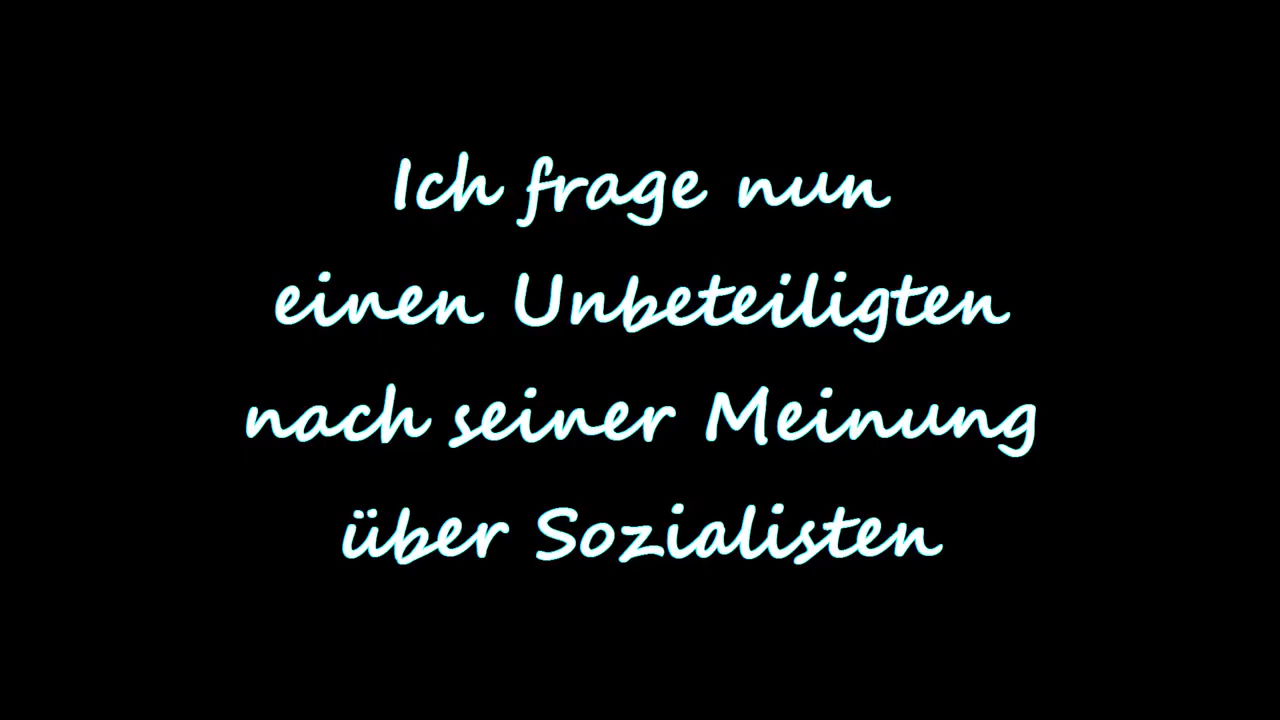 Ich frage nun
einen Unbeteiligten
nach seiner Meinung
über Sozialisten